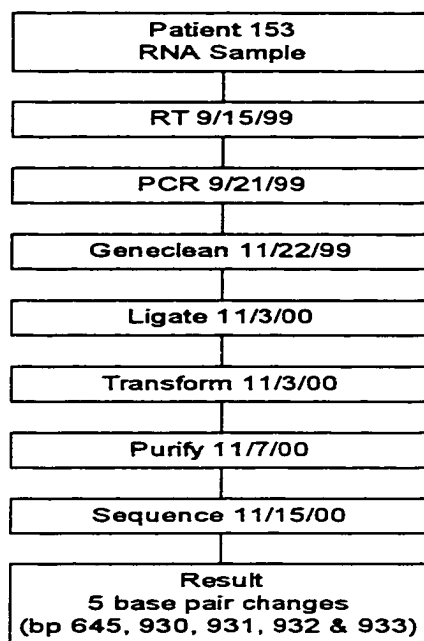 Patient 153
RNA Sample
RT 9/15/99
PCR 9/21/99
Geneclean 11/22/99
Ligate 11/3/00
Transform 11/3/00
Purify 11/7/00
Sequence 11/15/00
Result
5 base pair changes
(bp 645, 930, 931, 932 & 933)